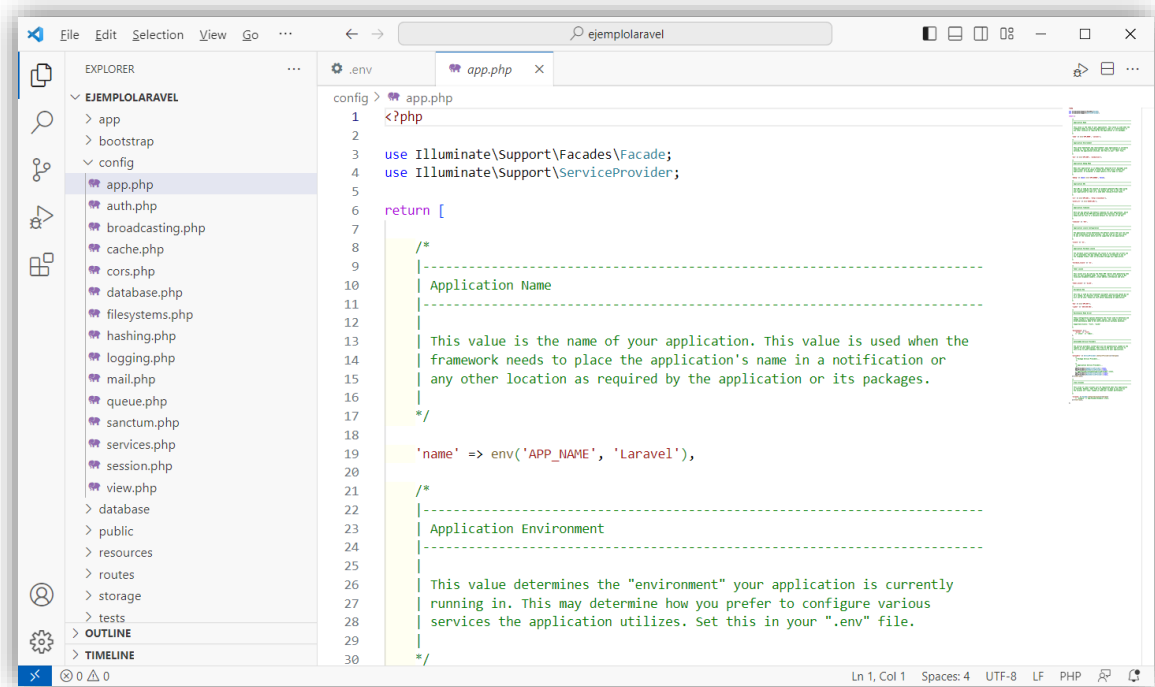 File Edit Selection View Go ··· ejemplolaravel
EXPLORER ···
EJEMPLOLARAVEL
app
bootstrap
config
app.php
auth.php
broadcasting.php
cache.php
cors.php
database.php
filesystems.php
hashing.php
logging.php
mail.php
queue.php
sanctum.php
services.php
session.php
view.php
database
public
resources
routes
storage
tests
OUTLINE
TIMELINE
.env app.php
config > app.php
1 <?php
2
3 use Illuminate\Support\Facades\Facade;
4 use Illuminate\Support\ServiceProvider;
5
6 return [
7
8 /*
9 |--------------------------------------------------------------------------
10 | Application Name
11 |--------------------------------------------------------------------------
12 |
13 | This value is the name of your application. This value is used when the
14 | framework needs to place the application's name in a notification or
15 | any other location as required by the application or its packages.
16 |
17 */
18
19 'name' => env('APP_NAME', 'Laravel'),
20
21 /*
22 |--------------------------------------------------------------------------
23 | Application Environment
24 |--------------------------------------------------------------------------
25 |
26 | This value determines the "environment" your application is currently
27 | running in. This may determine how you prefer to configure various
28 | services the application utilizes. Set this in your ".env" file.
29 |
30 */
0 0 Ln 1, Col 1 Spaces: 4 UTF-8 LF PHP